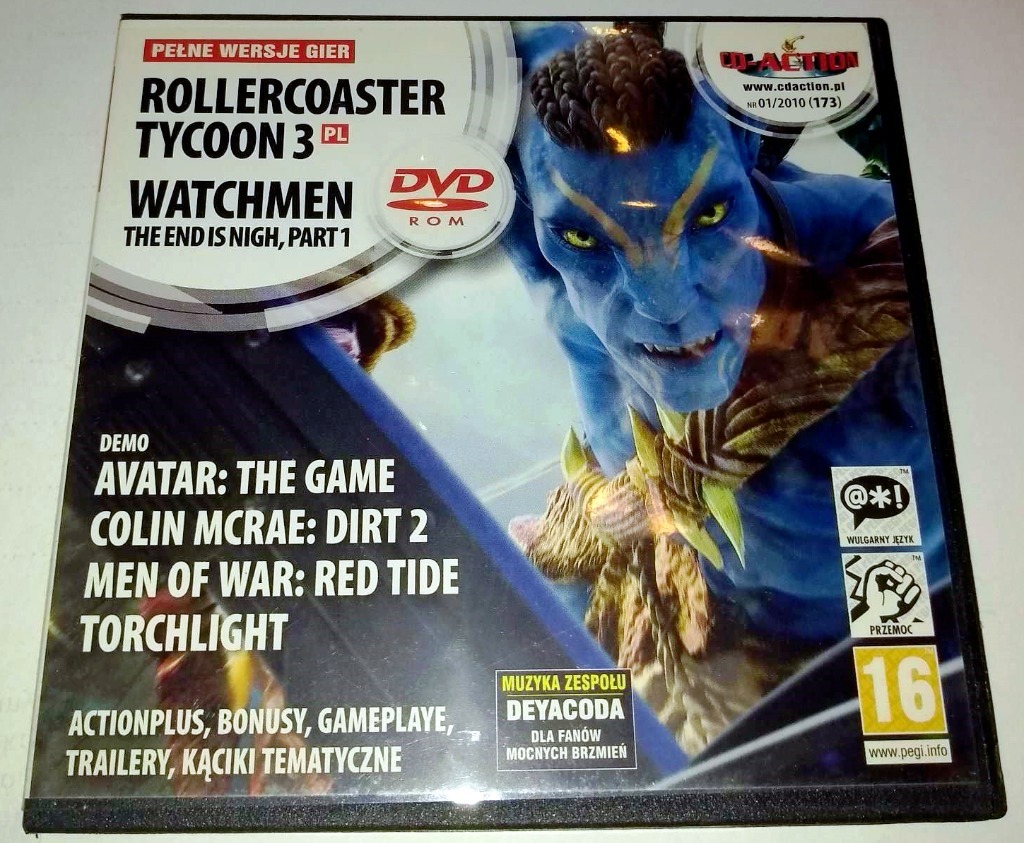 PEŁNE WERSJE GIER
ROLLERCOASTER
TYCOON 3 PL
WATCHMEN
THE END IS NIGH, PART 1
DVD
ROM
CD-ACTION
www.cdaction.pl
NR 01/2010 (173)
DEMO
AVATAR: THE GAME
COLIN MCRAE: DIRT 2
MEN OF WAR: RED TIDE
TORCHLIGHT
ACTIONPLUS, BONUSY, GAMEPLAYE,
TRAILERY, KĄCIKI TEMATYCZNE
MUZYKA ZESPOŁU
DEYACODA
DLA FANÓW
MOCNYCH BRZMIEŃ
TM
@*!
WULGARNY JĘZYK
TM
PRZEMOC
16
www.pegi.info